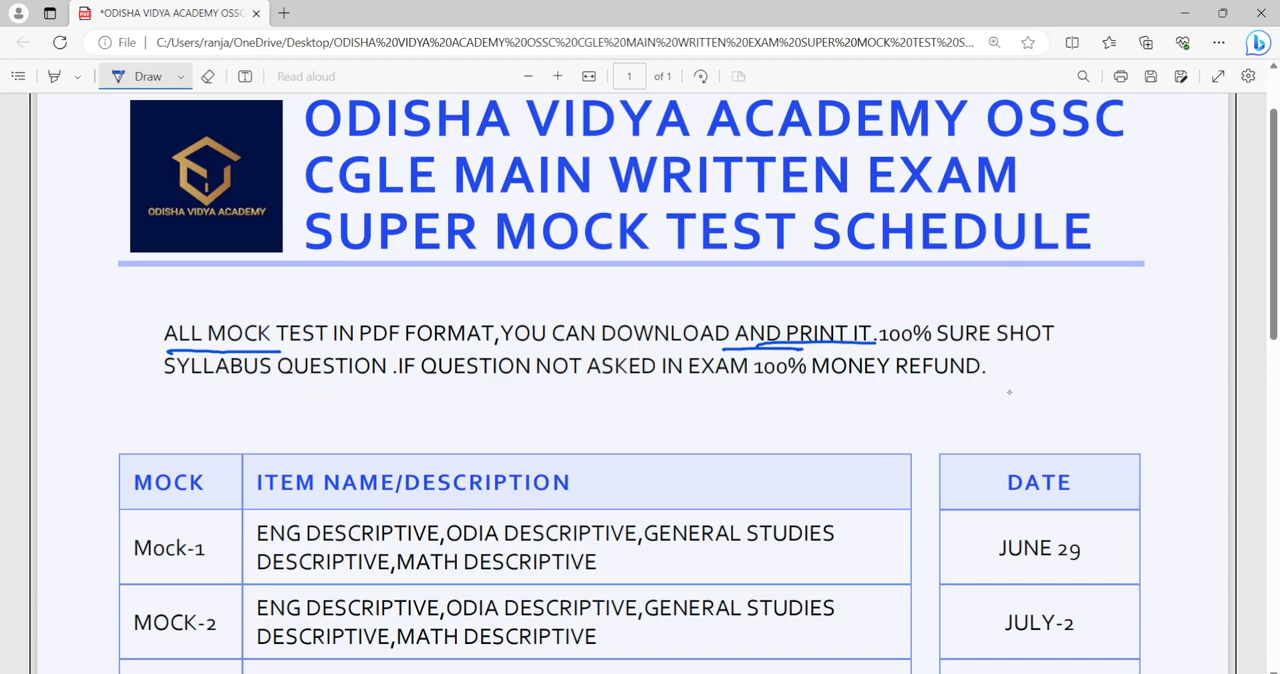 *ODISHA VIDYA ACADEMY OSSC
File C:/Users/ranja/OneDrive/Desktop/ODISHA%20VIDYA%20ACADEMY%20OSSC%20CGLE%20MAIN%20WRITTEN%20EXAM%20SUPER%20MOCK%20TEST%20S...
Draw Read aloud 1 of 1
ODISHA VIDYA ACADEMY OSSC
CGLE MAIN WRITTEN EXAM
SUPER MOCK TEST SCHEDULE
ODISHA VIDYA ACADEMY
ALL MOCK TEST IN PDF FORMAT,YOU CAN DOWNLOAD AND PRINT IT.100% SURE SHOT
SYLLABUS QUESTION .IF QUESTION NOT ASKED IN EXAM 100% MONEY REFUND.
MOCK ITEM NAME/DESCRIPTION DATE
Mock-1 ENG DESCRIPTIVE,ODIA DESCRIPTIVE,GENERAL STUDIES
DESCRIPTIVE,MATH DESCRIPTIVE JUNE 29
MOCK-2 ENG DESCRIPTIVE,ODIA DESCRIPTIVE,GENERAL STUDIES
DESCRIPTIVE,MATH DESCRIPTIVE JULY-2